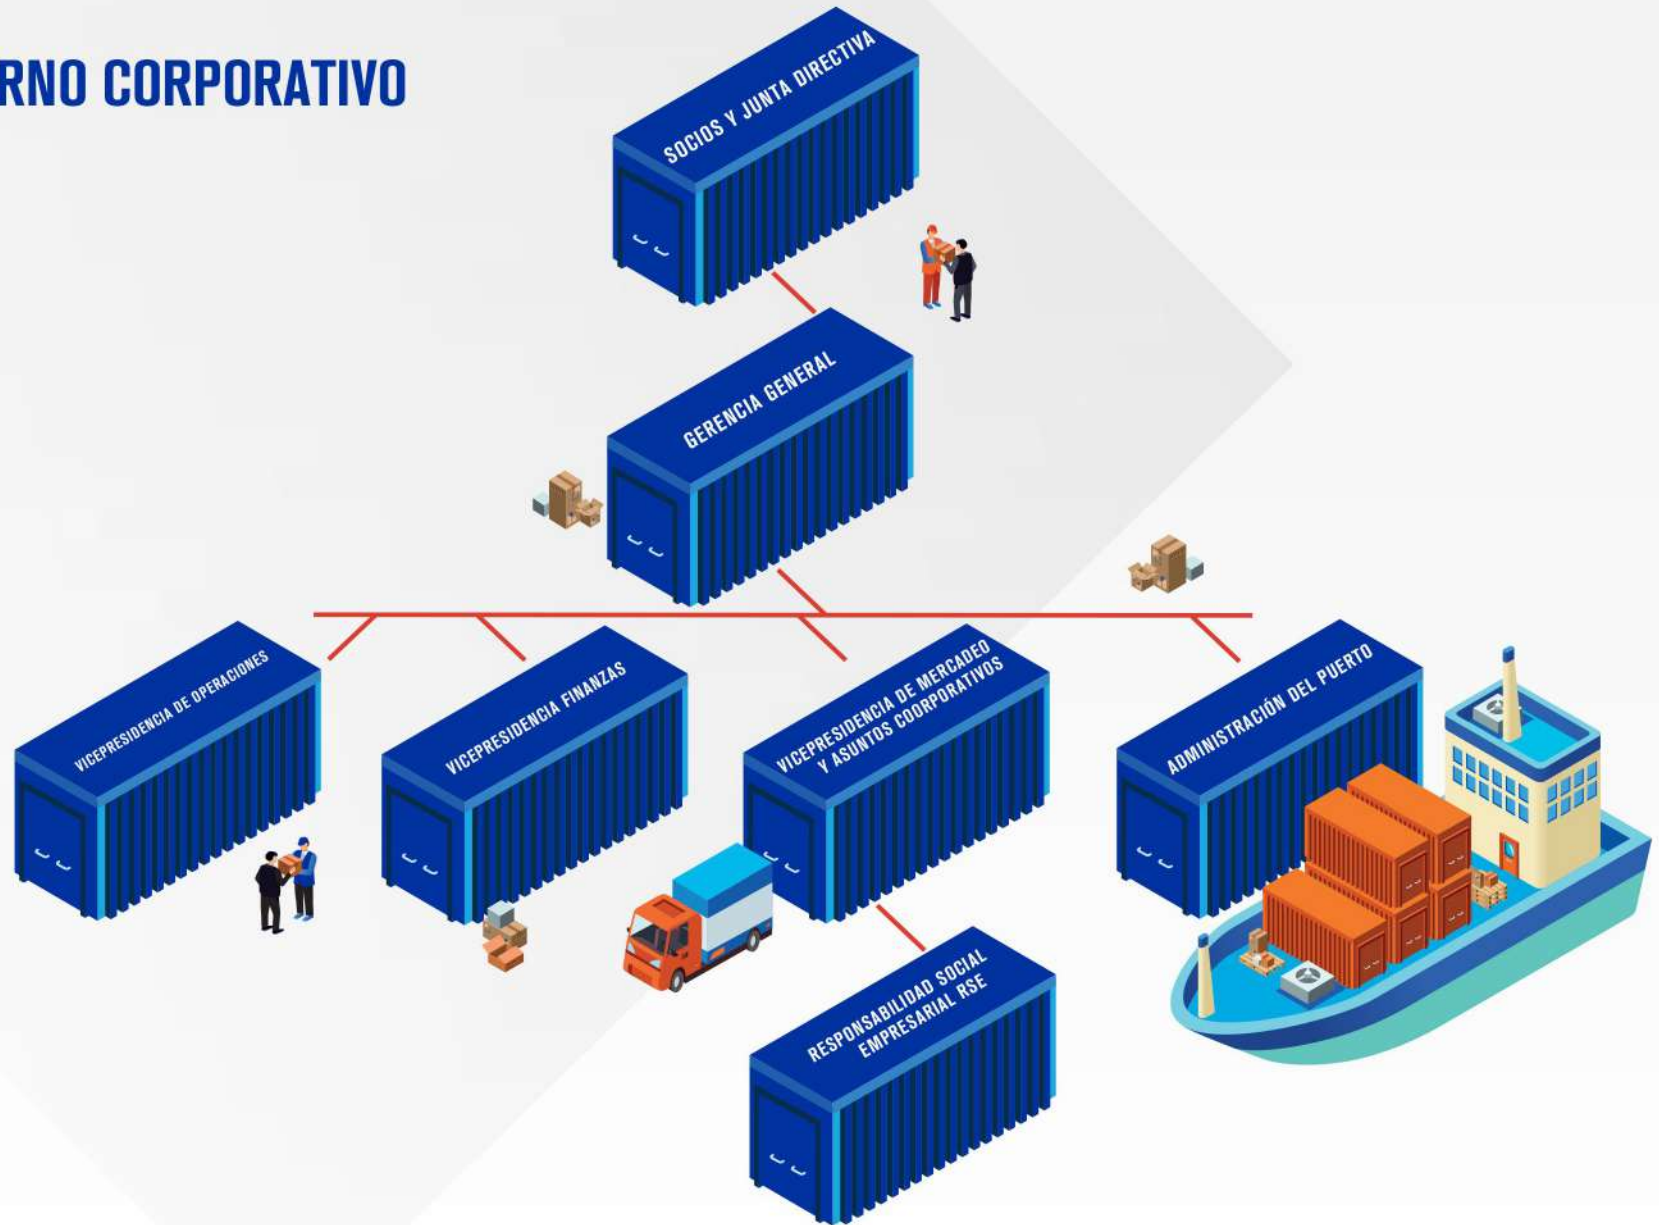 RNO CORPORATIVO
SOCIOS Y JUNTA DIRECTIVA
GERENCIA GENERAL
VICEPRESIDENCIA DE OPERACIONES
VICEPRESIDENCIA FINANZAS
VICEPRESIDENCIA DE MERCADEO
Y ASUNTOS COORPORATIVOS
ADMINISTRACIÓN DEL PUERTO
RESPONSABILIDAD SOCIAL
EMPRESARIAL RSE